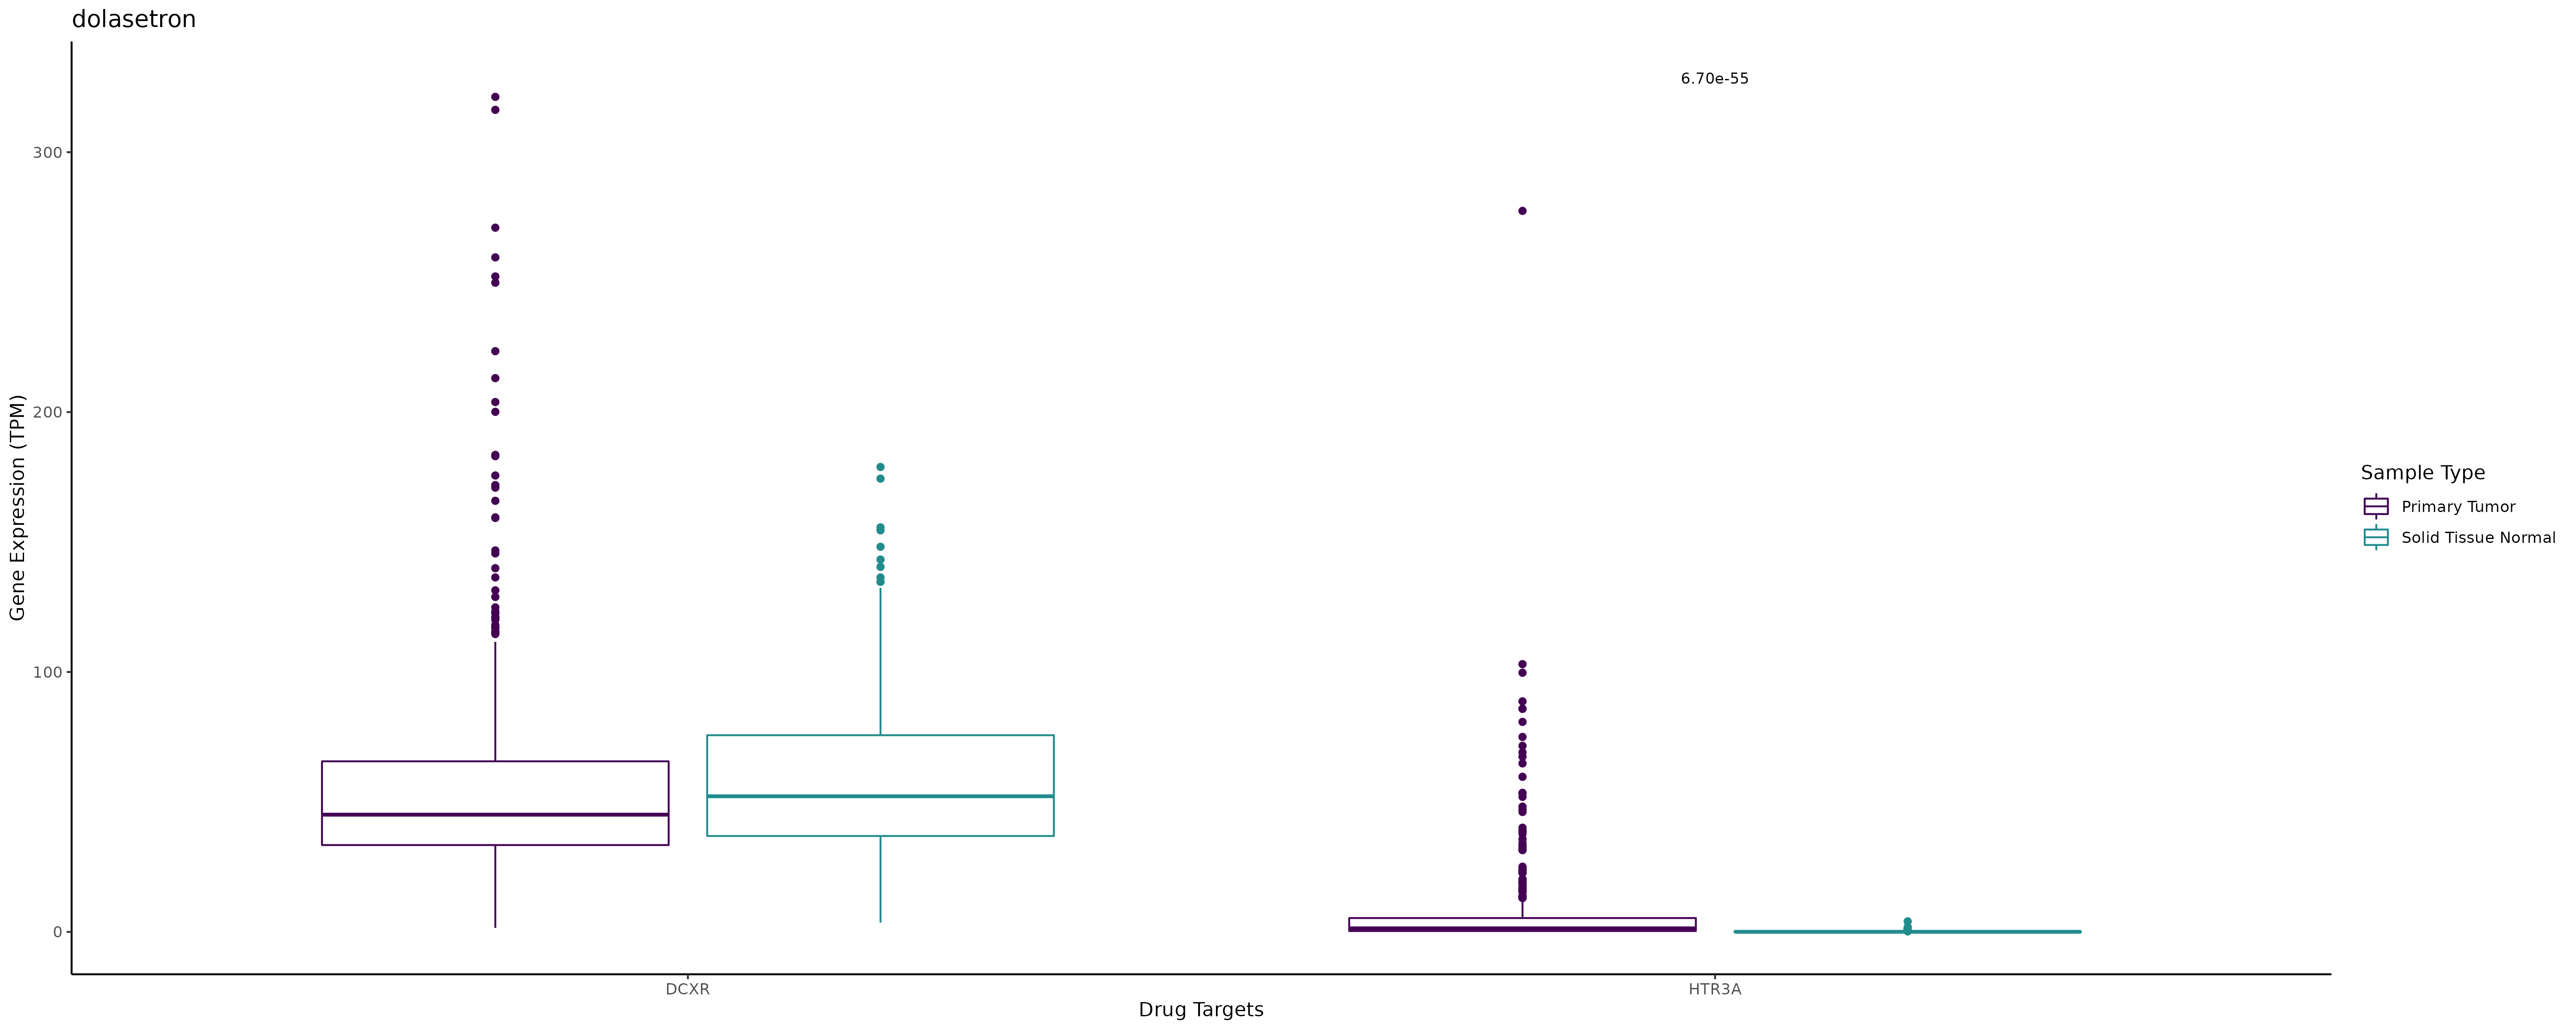 dolasetron
6.70e-55
300
200
100
0
Gene Expression (TPM)
DCXR
HTR3A
Drug Targets
Sample Type
Primary Tumor
Solid Tissue Normal